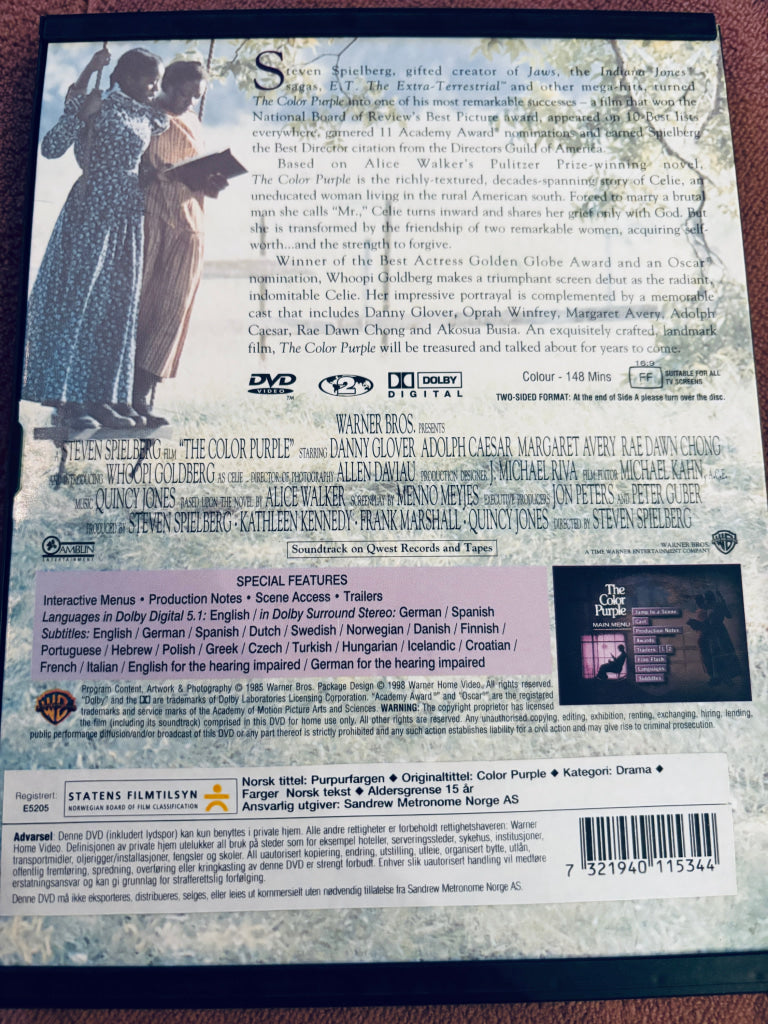 Steven Spielberg, gifted creator of Jaws, the Indiana Jones
sagas, E.T. The Extra-Terrestrial™ and other mega-hits, turned
The Color Purple into one of his most remarkable successes – a film that won the
National Board of Review's Best Picture award, appeared on 10-Best lists
everywhere, garnered 11 Academy Award® nominations and earned Spielberg
the Best Director citation from the Directors Guild of America.
Based on Alice Walker's Pulitzer Prize-winning novel,
The Color Purple is the richly-textured, decades-spanning story of Celie, an
uneducated woman living in the rural American south. Forced to marry a brutal
man she calls "Mr.," Celie turns inward and shares her grief only with God. But
she is transformed by the friendship of two remarkable women, acquiring self-
worth...and the strength to forgive.
Winner of the Best Actress Golden Globe Award and an Oscar®
nomination, Whoopi Goldberg makes a triumphant screen debut as the radiant,
indomitable Celie. Her impressive portrayal is complemented by a memorable
cast that includes Danny Glover, Oprah Winfrey, Margaret Avery, Adolph
Caesar, Rae Dawn Chong and Akosua Busia. An exquisitely crafted, landmark
film, The Color Purple will be treasured and talked about for years to come.
DVD VIDEO™ 2 DOLBY DIGITAL Colour - 148 Mins 16:9 FF SUITABLE FOR ALL TV SCREENS
TWO-SIDED FORMAT: At the end of Side A please turn over the disc.
WARNER BROS. PRESENTS
A STEVEN SPIELBERG FILM "THE COLOR PURPLE" STARRING DANNY GLOVER ADOLPH CAESAR MARGARET AVERY RAE DAWN CHONG
AND INTRODUCING WHOOPI GOLDBERG AS CELIE DIRECTOR OF PHOTOGRAPHY ALLEN DAVIAU PRODUCTION DESIGNER J. MICHAEL RIVA FILM EDITOR MICHAEL KAHN, A.C.E.
MUSIC QUINCY JONES BASED UPON THE NOVEL BY ALICE WALKER SCREENPLAY BY MENNO MEYJES EXECUTIVE PRODUCERS JON PETERS AND PETER GUBER
PRODUCED BY STEVEN SPIELBERG · KATHLEEN KENNEDY · FRANK MARSHALL · QUINCY JONES DIRECTED BY STEVEN SPIELBERG
AMBLIN ENTERTAINMENT
Soundtrack on Qwest Records and Tapes
WARNER BROS.
A TIME WARNER ENTERTAINMENT COMPANY
SPECIAL FEATURES
Interactive Menus • Production Notes • Scene Access • Trailers
Languages in Dolby Digital 5.1: English / in Dolby Surround Stereo: German / Spanish
Subtitles: English / German / Spanish / Dutch / Swedish / Norwegian / Danish / Finnish /
Portuguese / Hebrew / Polish / Greek / Czech / Turkish / Hungarian / Icelandic / Croatian /
French / Italian / English for the hearing impaired / German for the hearing impaired
The
Color
Purple
MAIN MENU
Jump to a Scene
Cast
Production Notes
Awards
Trailers 1 2
Languages
Subtitles
Program Content, Artwork & Photography © 1985 Warner Bros. Package Design © 1998 Warner Home Video. All rights reserved.
"Dolby" and the DD are trademarks of Dolby Laboratories Licensing Corporation. "Academy Award®" and "Oscar" are the registered
trademarks and service marks of the Academy of Motion Picture Arts and Sciences. WARNING: The copyright proprietor has licensed
the film (including its soundtrack) comprised in this DVD for home use only. All other rights are reserved. Any unauthorised copying, editing, exhibition, renting, exchanging, hiring, lending,
public performance diffusion/and/or broadcast of this DVD or any part thereof is strictly prohibited and any such action establishes liability for a civil action and may give rise to criminal prosecution.
Registrert:
E5205
STATENS FILMTILSYN
NORWEGIAN BOARD OF FILM CLASSIFICATION
Norsk tittel: Purpurfargen ◆ Originaltittel: Color Purple ◆ Kategori: Drama ◆
Farger Norsk tekst ◆ Aldersgrense 15 år
Ansvarlig utgiver: Sandrew Metronome Norge AS
Advarsel: Denne DVD (inkludert lydspor) kan kun benyttes i private hjem. Alle andre rettigheter er forbeholdt rettighetshaveren: Warner
Home Video. Definisjonen av private hjem utelukker all bruk på steder som for eksempel hoteller, serveringssteder, sykehus, institusjoner,
transportmidler, oljerigger/installasjoner, fengsler og skoler. All uautorisert kopiering, endring, utstilling, utleie, organisert bytte, utlån,
offentlig fremføring, spredning, overføring eller kringkasting av denne DVD er strengt forbudt. Enhver slik uautorisert handling vil medføre
erstatningsansvar og kan gi grunnlag for strafferettslig forfølging.
Denne DVD må ikke eksporteres, distribueres, selges, eller leies ut kommersielt uten nødvendig tillatelse fra Sandrew Metronome Norge AS.
7 321940 115344